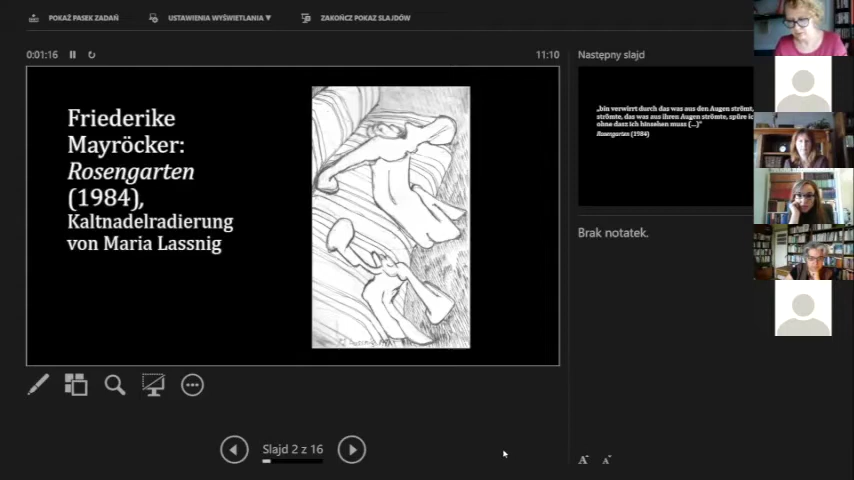 POKAŻ PASEK ZADAŃ
USTAWIENIA WYŚWIETLANIA ▼
ZAKOŃCZ POKAZ SLAJDÓW
0:01:16
11:10
Friederike
Mayröcker:
Rosengarten
(1984),
Kaltnadelradierung
von Maria Lassnig
Następny slajd
„bin verwirrt durch das was aus den Augen strömt,
strömte, das was aus ihren Augen strömte, spüre ic
ohne dasz ich hinsehen muss (...)"
Rosengarten (1984)
Brak notatek.
Slajd 2 z 16
A
A